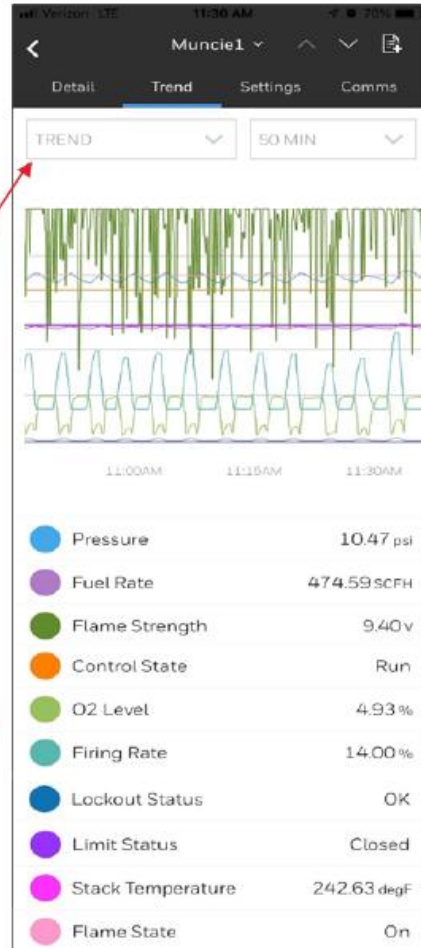 Verizon LTE 11:30 AM 70%
Muncie1
Detail Trend Settings Comms
TREND 50 MIN
11:00AM 11:15AM 11:30AM
Pressure 10.47 psi
Fuel Rate 474.59 SCFH
Flame Strength 9.40 V
Control State Run
O2 Level 4.93 %
Firing Rate 14.00 %
Lockout Status OK
Limit Status Closed
Stack Temperature 242.63 degF
Flame State On